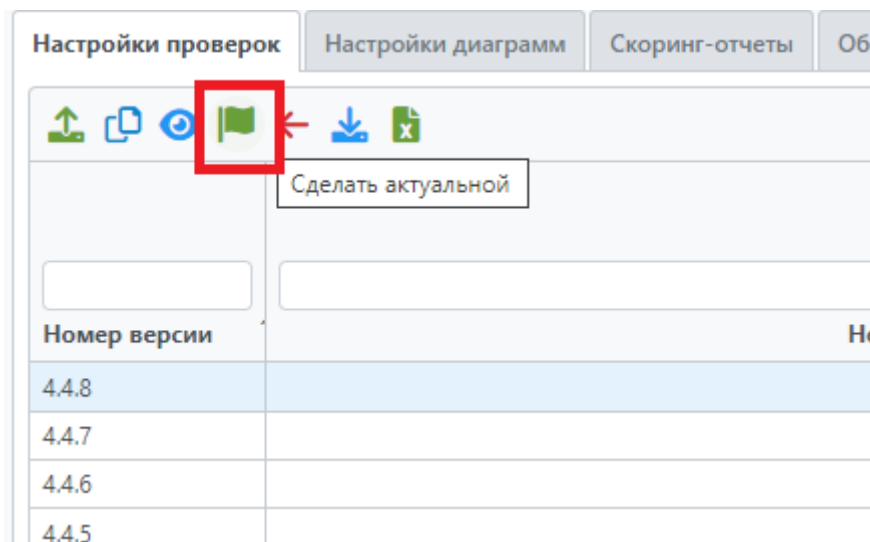 Настройки проверок Настройки диаграмм Скоринг-отчеты
Сделать актуальной
Номер версии
4.4.8
4.4.7
4.4.6
4.4.5